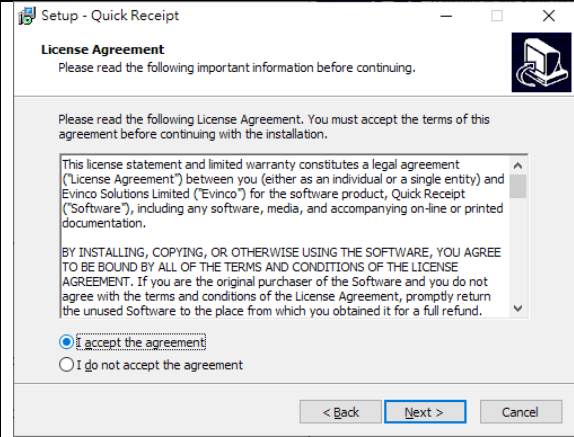 Setup - Quick Receipt
License Agreement
Please read the following important information before continuing.
Please read the following License Agreement. You must accept the terms of this
agreement before continuing with the installation.
This license statement and limited warranty constitutes a legal agreement
("License Agreement") between you (either as an individual or a single entity) and
Evinco Solutions Limited ("Evinco") for the software product, Quick Receipt
("Software"), including any software, media, and accompanying on-line or printed
documentation.
BY INSTALLING, COPYING, OR OTHERWISE USING THE SOFTWARE, YOU AGREE
TO BE BOUND BY ALL OF THE TERMS AND CONDITIONS OF THE LICENSE
AGREEMENT. If you are the original purchaser of the Software and you do not
agree with the terms and conditions of the License Agreement, promptly return
the unused Software to the place from which you obtained it for a full refund.
I accept the agreement
I do not accept the agreement
< Back
Next >
Cancel